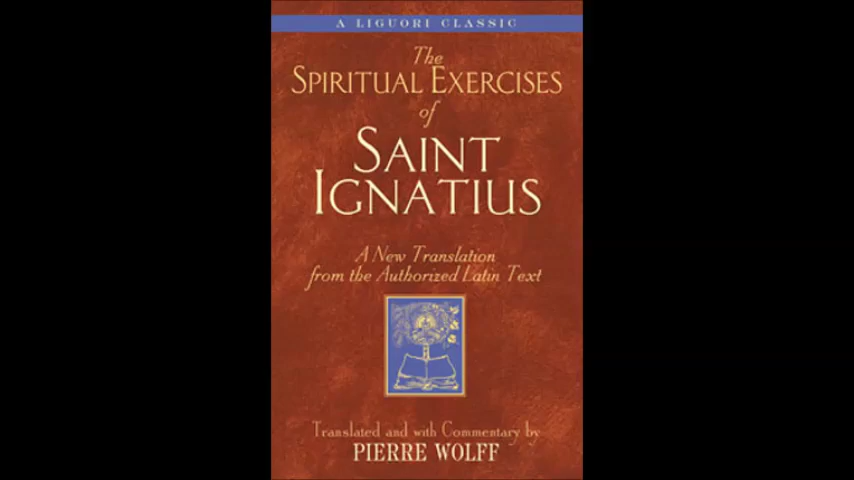 A LIGUORI CLASSIC
The
SPIRITUAL EXERCISES
of
SAINT
IGNATIUS
A New Translation
from the Authorized Latin Text
Translated and with Commentary by
PIERRE WOLFF